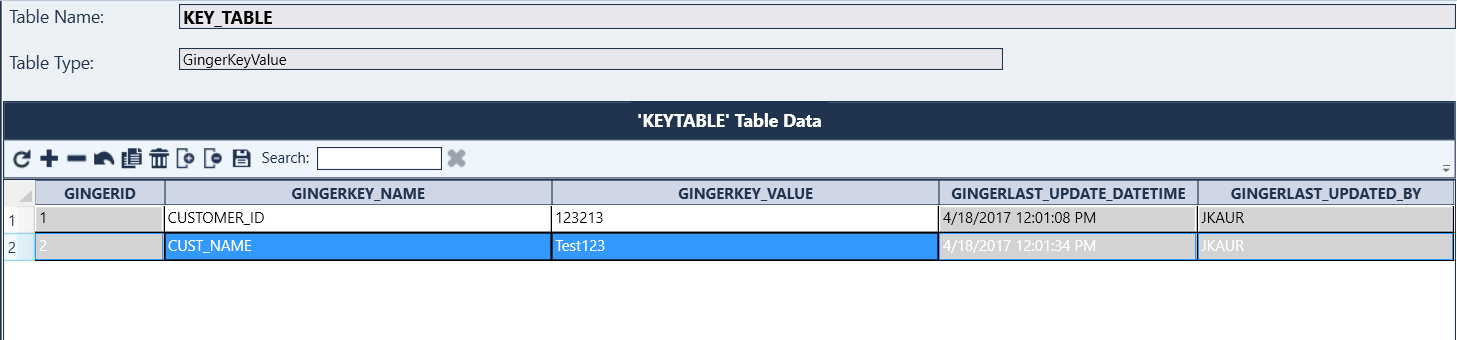 Table Name: KEY_TABLE
Table Type: GingerKeyValue
'KEYTABLE' Table Data
Search:
GINGERID GINGERKEY_NAME GINGERKEY_VALUE GINGERLAST_UPDATE_DATETIME GINGERLAST_UPDATED_BY
1 1 CUSTOMER_ID 123213 4/18/2017 12:01:08 PM JKAUR
2 2 CUST_NAME Test123 4/18/2017 12:01:34 PM JKAUR